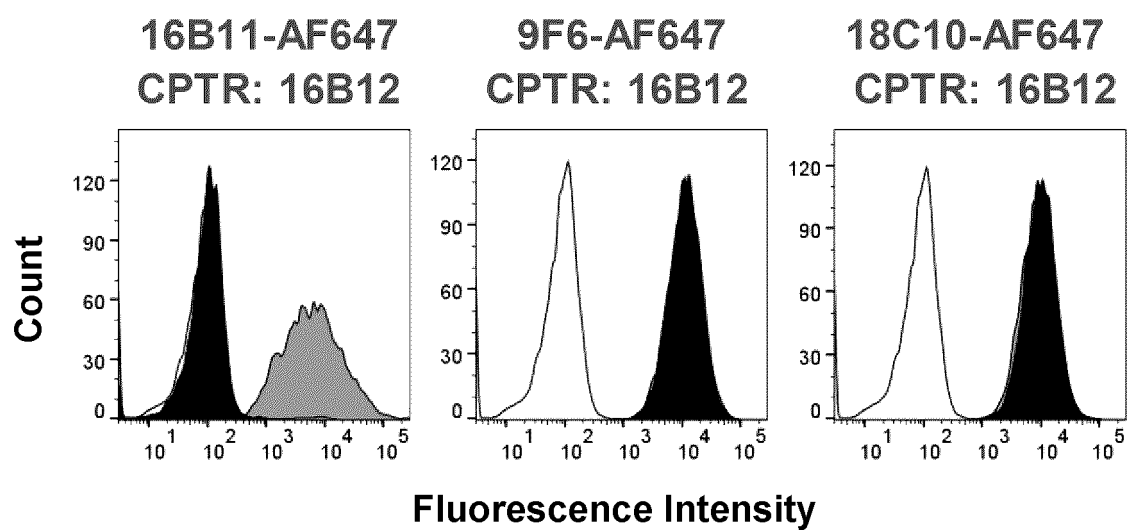 16B11-AF647
CPTR: 16B12
9F6-AF647
CPTR: 16B12
18C10-AF647
CPTR: 16B12
Count
120
90
60
30
0
10^1 10^2 10^3 10^4 10^5
120
90
60
30
0
10^1 10^2 10^3 10^4 10^5
120
90
60
30
0
10^1 10^2 10^3 10^4 10^5
Fluorescence Intensity